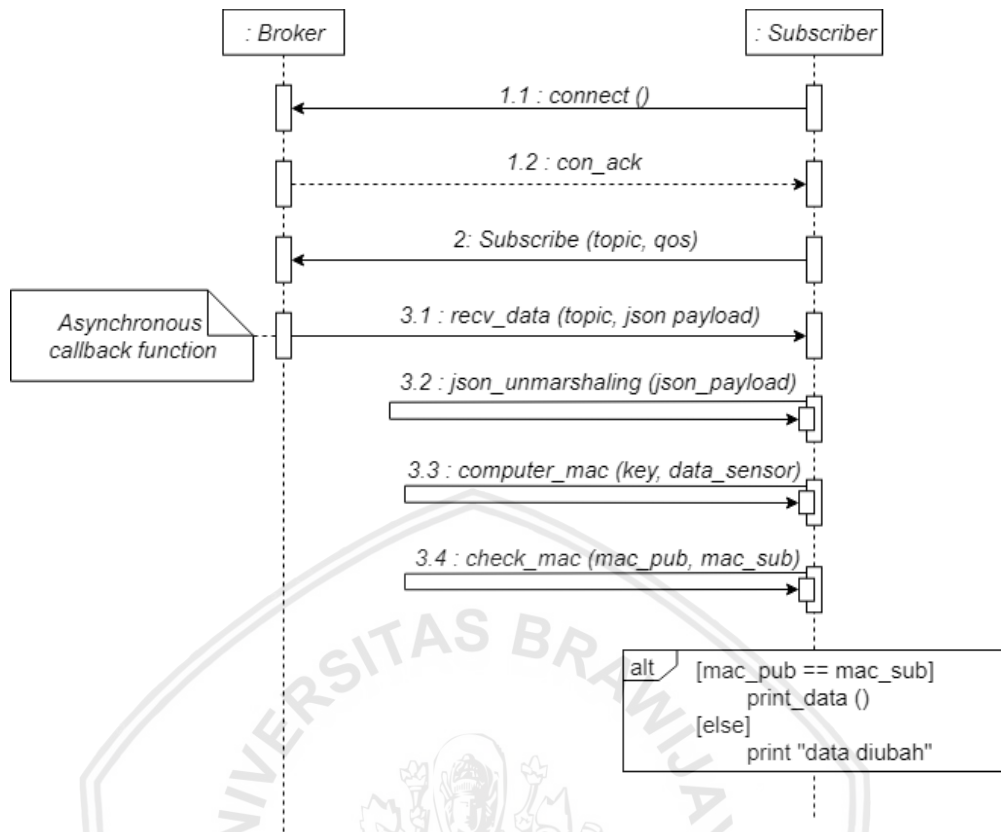 : Broker
: Subscriber
1.1 : connect ()
1.2 : con_ack
2: Subscribe (topic, qos)
Asynchronous
callback function
3.1 : recv_data (topic, json payload)
3.2 : json_unmarshaling (json_payload)
3.3 : computer_mac (key, data_sensor)
3.4 : check_mac (mac_pub, mac_sub)
alt
[mac_pub == mac_sub]
print_data ()
[else]
print "data diubah"
VERSITAS BRAWIJA